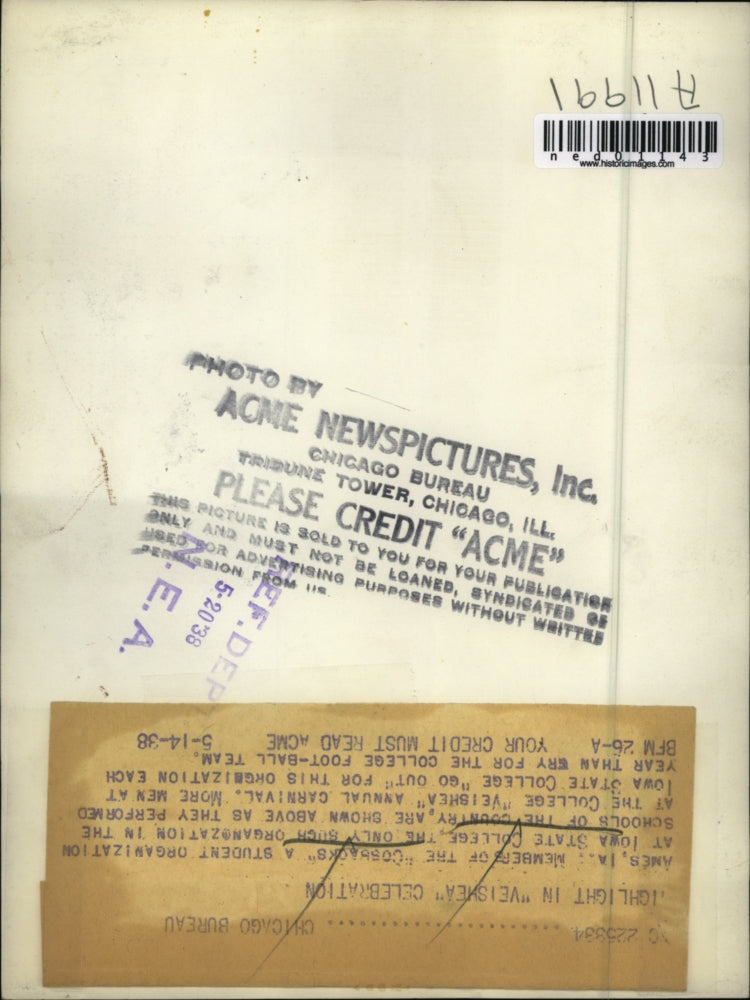 A11991
ned01143
www.historicimages.com
PHOTO BY
ACME NEWSPICTURES, Inc.
CHICAGO BUREAU
TRIBUNE TOWER, CHICAGO, ILL.
PLEASE CREDIT "ACME"
THIS PICTURE IS SOLD TO YOU FOR YOUR PUBLICATION
ONLY AND MUST NOT BE LOANED, SYNDICATED OR
USED FOR ADVERTISING PURPOSES WITHOUT WRITTEN
PERMISSION FROM US.
REF. DEPT
5-20'38
N.E.A.
225934 .......................... CHICAGO BUREAU
IGHLIGHT IN "VEISHEA" CELEBRATION
AMES, IA.: MEMBERS OF THE "COSSACKS" A STUDENT ORGANIZATION
AT IOWA STATE COLLEGE, THE ONLY SUCH ORGANIZATION IN THE
SCHOOLS OF THE COUNTRY, ARE SHOWN ABOVE AS THEY PERFORMED
AT THE COLLEGE "VEISHEA" ANNUAL CARNIVAL. MORE MEN AT
IOWA STATE COLLEGE "GO OUT" FOR THIS ORGNIZATION EACH
YEAR THAN TRY FOR THE COLLEGE FOOT-BALL TEAM.
BFM 26-A YOUR CREDIT MUST READ ACME 5-14-38